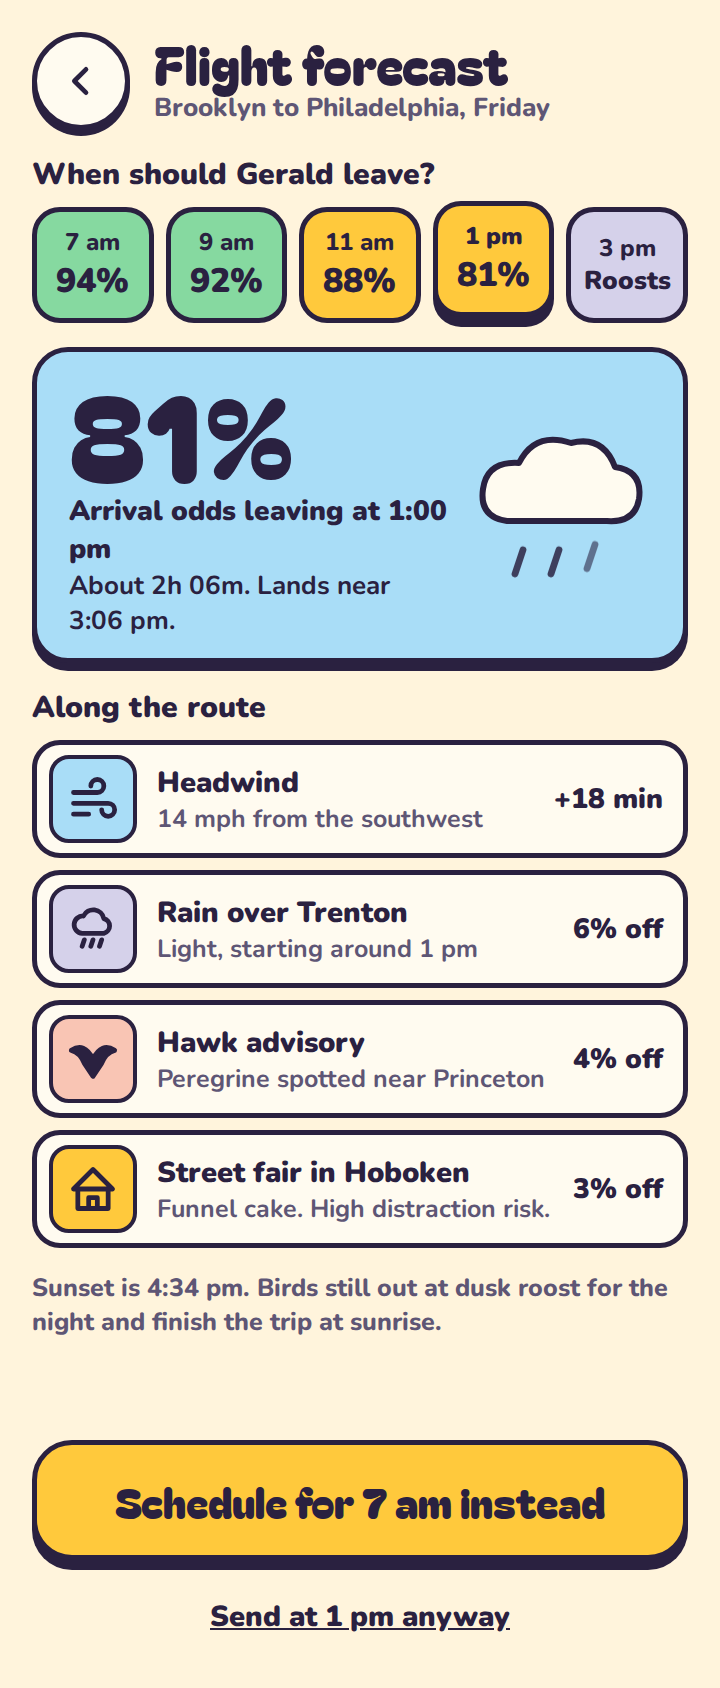 Flight forecast
Brooklyn to Philadelphia, Friday
When should Gerald leave?
7 am
94%
9 am
92%
11 am
88%
1 pm
81%
3 pm
Roosts
81%
Arrival odds leaving at 1:00
pm
About 2h 06m. Lands near
3:06 pm.
Along the route
Headwind
14 mph from the southwest
+18 min
Rain over Trenton
Light, starting around 1 pm
6% off
Hawk advisory
Peregrine spotted near Princeton
4% off
Street fair in Hoboken
Funnel cake. High distraction risk.
3% off
Sunset is 4:34 pm. Birds still out at dusk roost for the
night and finish the trip at sunrise.
Schedule for 7 am instead
Send at 1 pm anyway